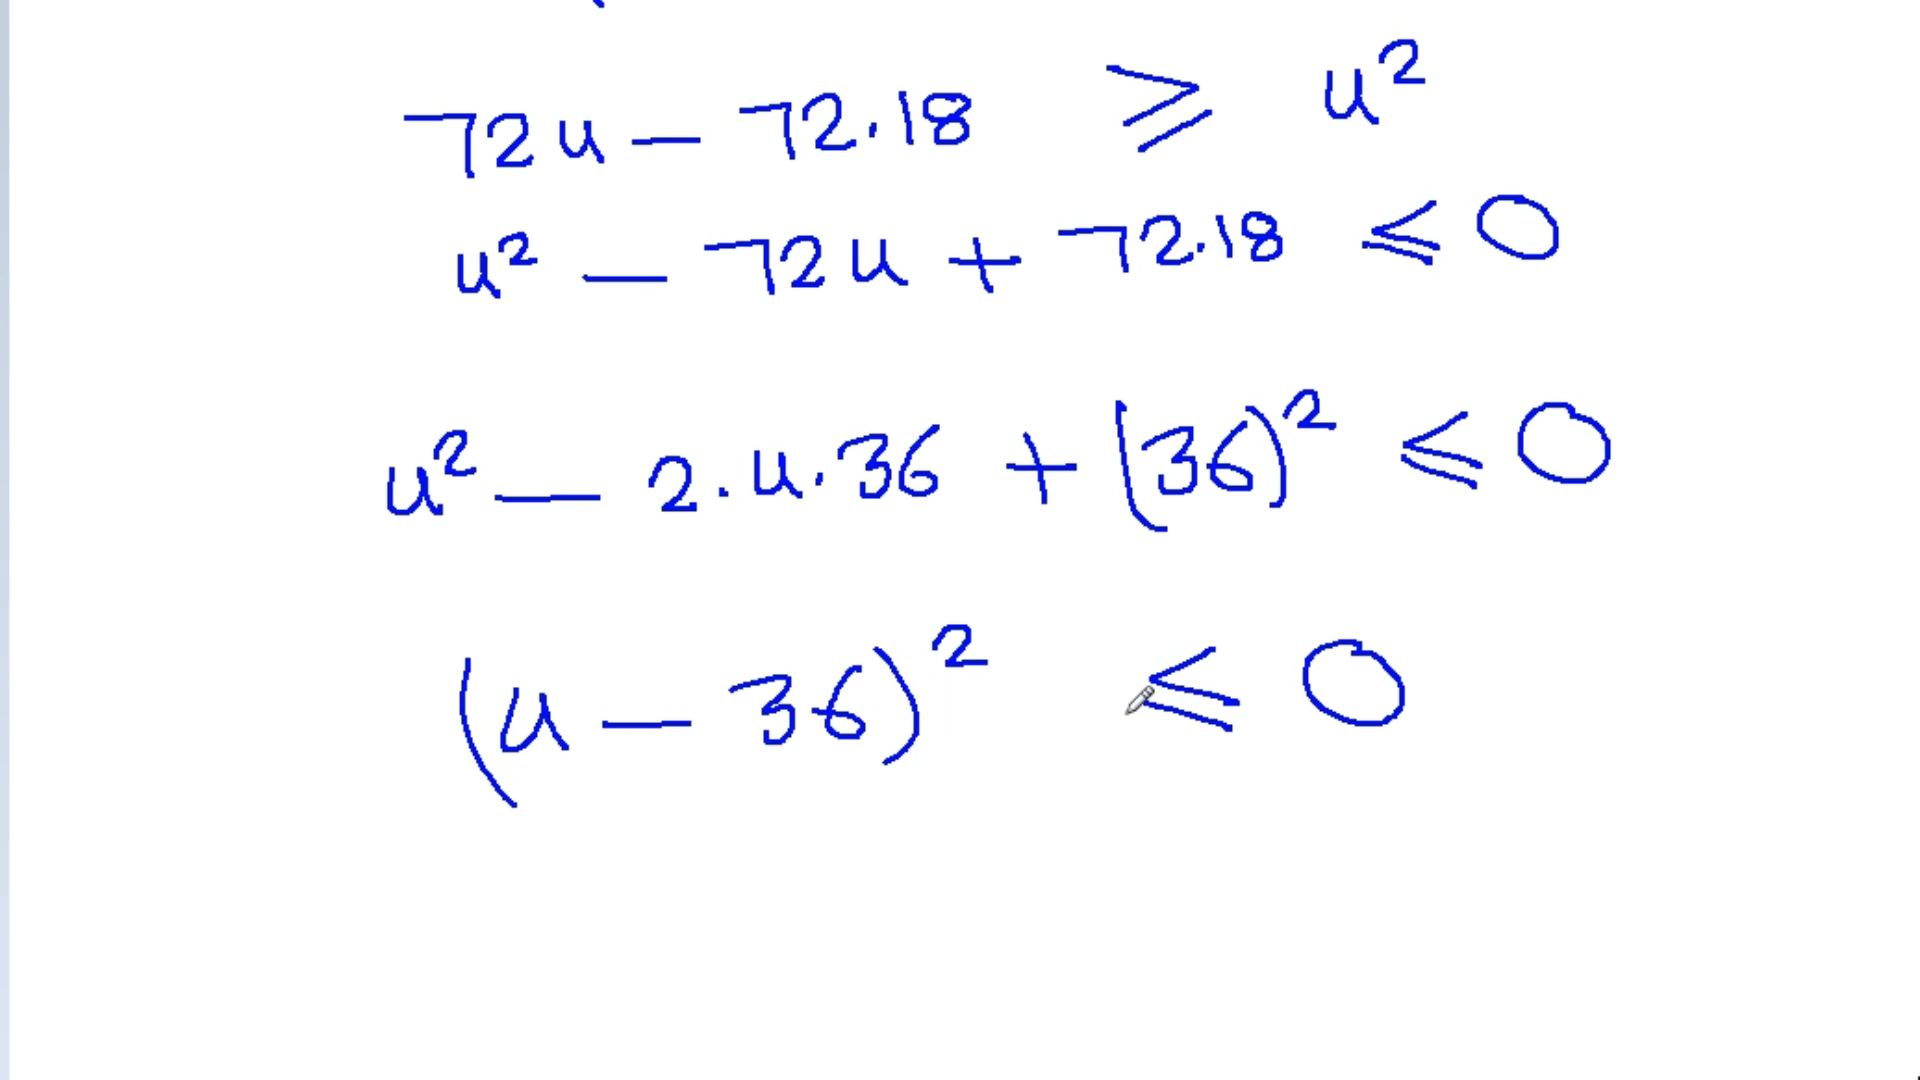 72u - 72.18 ≥ u²
u² - 72u + 72.18 ≤ 0
u² - 2.u.36 + (36)² ≤ 0
(u - 36)² ≤ 0